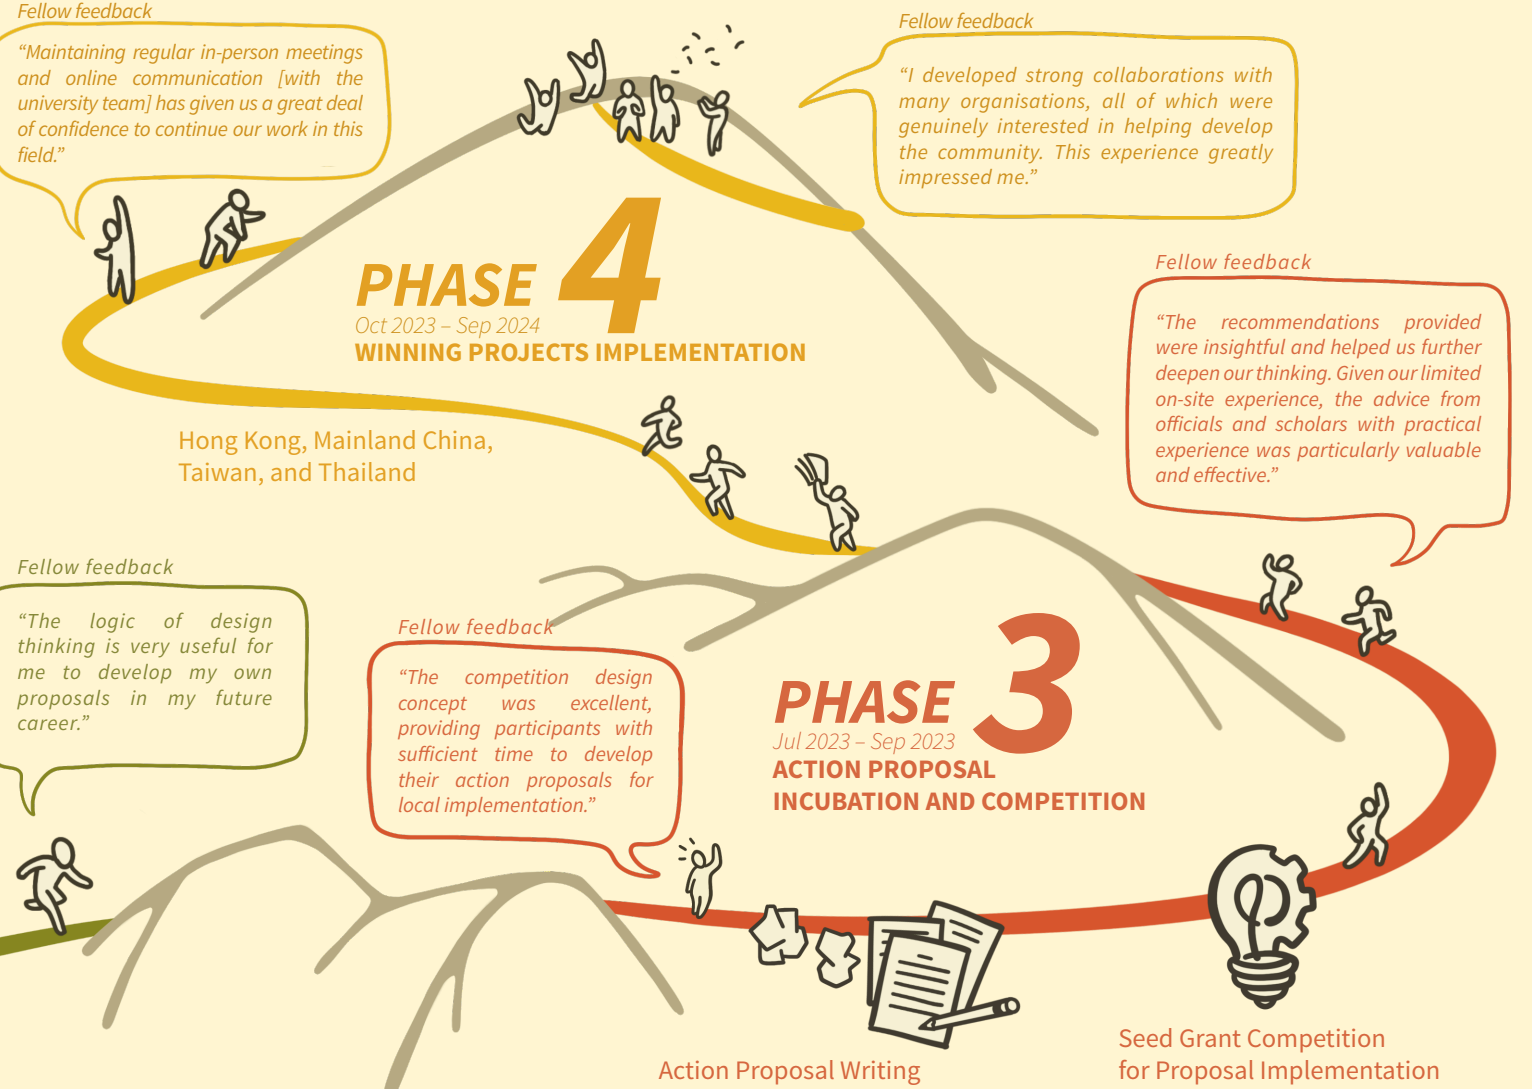 Fellow feedback
“Maintaining regular in-person meetings
and online communication [with the
university team] has given us a great deal
of confidence to continue our work in this
field.”
Fellow feedback
“I developed strong collaborations with
many organisations, all of which were
genuinely interested in helping develop
the community. This experience greatly
impressed me.”
PHASE 4
Oct 2023 – Sep 2024
WINNING PROJECTS IMPLEMENTATION
Hong Kong, Mainland China,
Taiwan, and Thailand
Fellow feedback
“The recommendations provided
were insightful and helped us further
deepen our thinking. Given our limited
on-site experience, the advice from
officials and scholars with practical
experience was particularly valuable
and effective.”
Fellow feedback
“The logic of design
thinking is very useful for
me to develop my own
proposals in my future
career.”
Fellow feedback
“The competition design
concept was excellent,
providing participants with
sufficient time to develop
their action proposals for
local implementation.”
PHASE 3
Jul 2023 – Sep 2023
ACTION PROPOSAL
INCUBATION AND COMPETITION
Action Proposal Writing
Seed Grant Competition
for Proposal Implementation